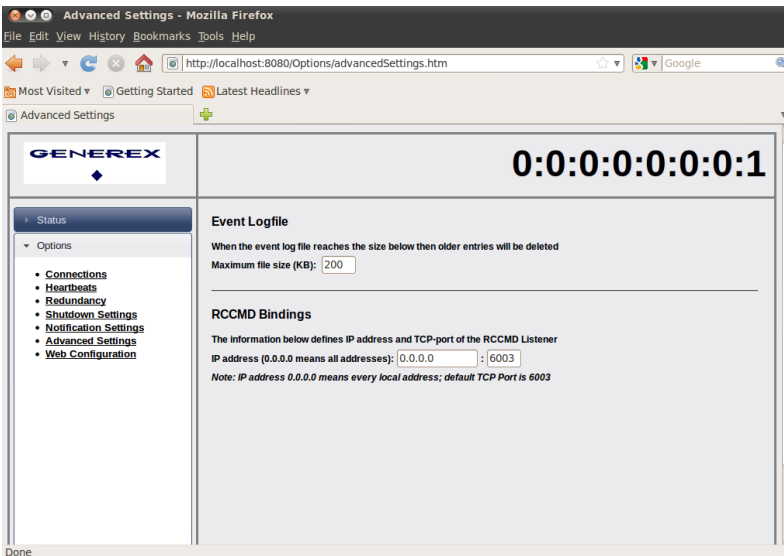 Advanced Settings - Mozilla Firefox
File Edit View History Bookmarks Tools Help
http://localhost:8080/Options/advancedSettings.htm
Google
Most Visited Getting Started Latest Headlines
Advanced Settings
GENEREX
0:0:0:0:0:0:0:1
Status
Options
Connections
Heartbeats
Redundancy
Shutdown Settings
Notification Settings
Advanced Settings
Web Configuration
Event Logfile
When the event log file reaches the size below then older entries will be deleted
Maximum file size (KB): 200
RCCMD Bindings
The information below defines IP address and TCP-port of the RCCMD Listener
IP address (0.0.0.0 means all addresses): 0.0.0.0 : 6003
Note: IP address 0.0.0.0 means every local address; default TCP Port is 6003
Done